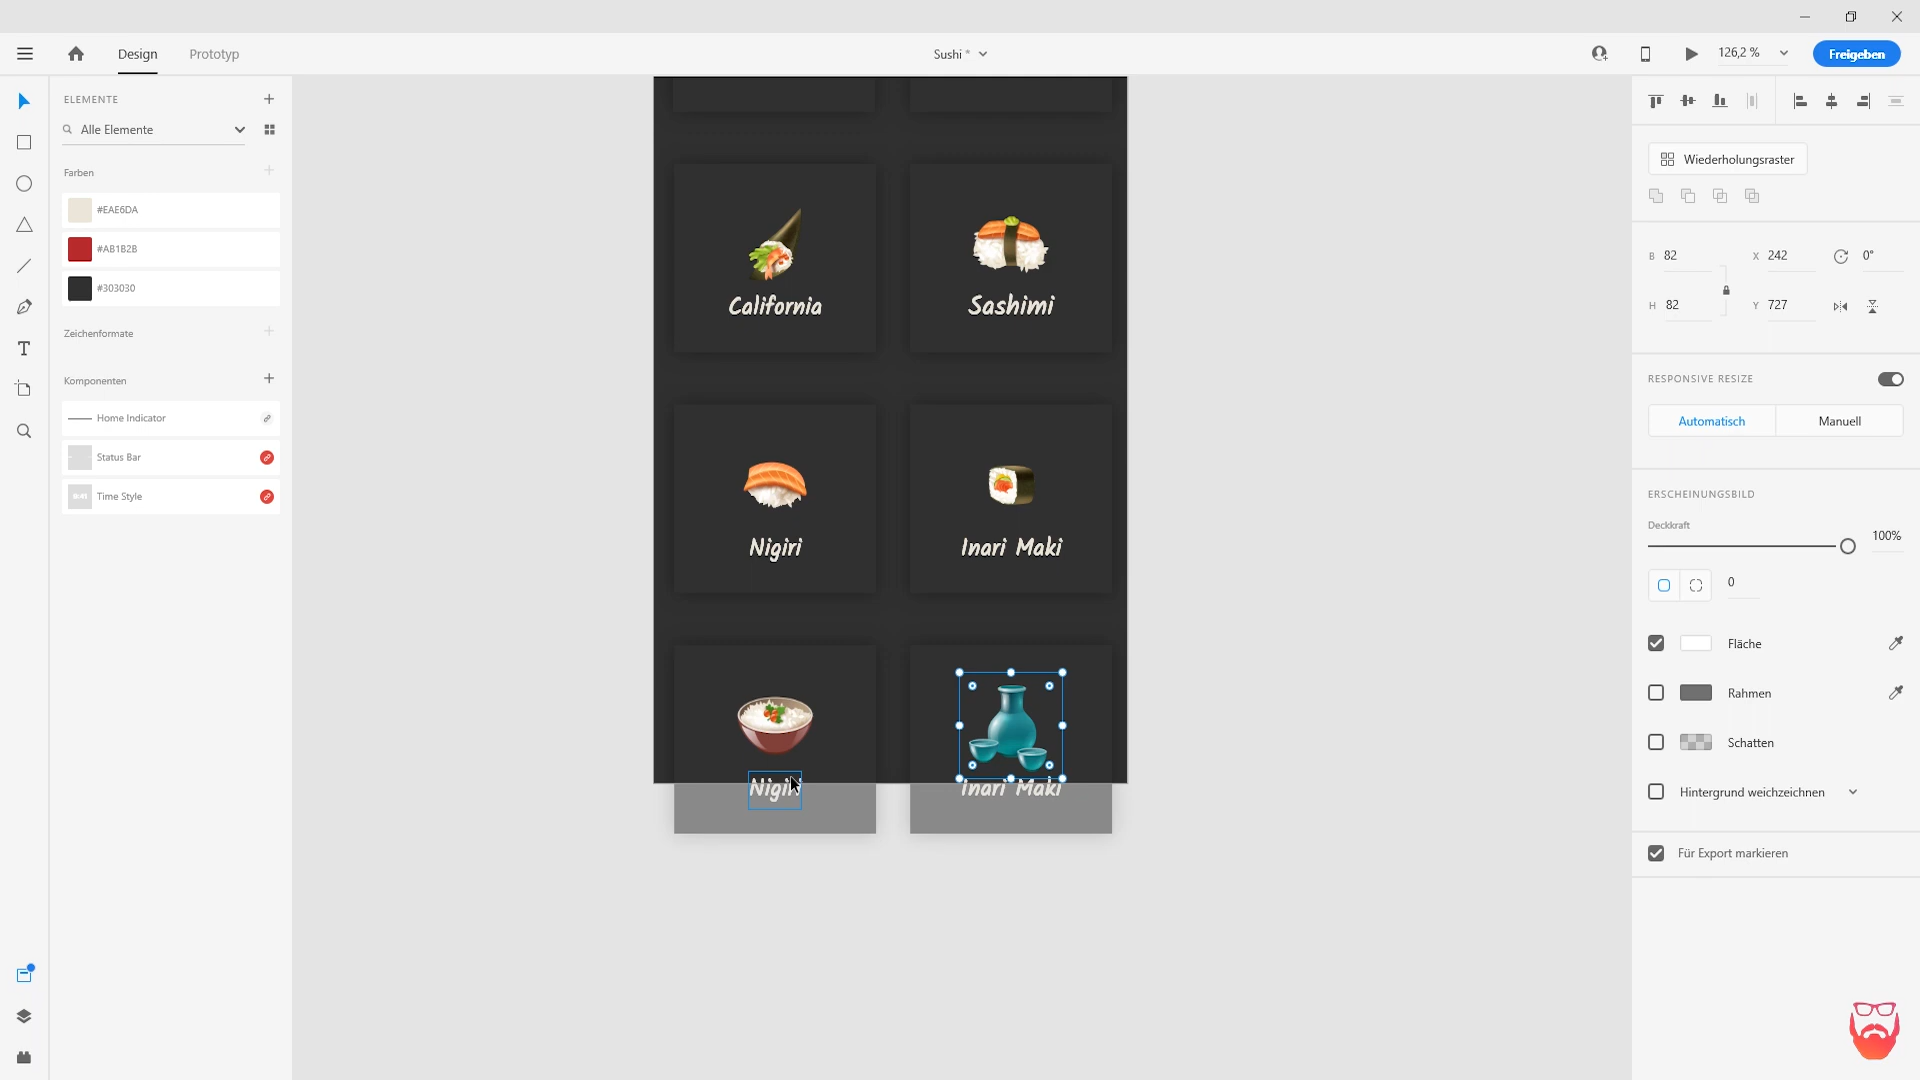 Design
Prototyp
Sushi *
126,2 %
Freigeben
ELEMENTE
Alle Elemente
Farben
#EAE6DA
#AB1B2B
#303030
Zeichenformate
Komponenten
Home Indicator
Status Bar
9:41
Time Style
California
Sashimi
Nigiri
Inari Maki
Nigiri
Inari Maki
Wiederholungsraster
B 82
X 242
0°
H 82
Y 727
RESPONSIVE RESIZE
Automatisch
Manuell
ERSCHEINUNGSBILD
Deckkraft
100%
0
Fläche
Rahmen
Schatten
Hintergrund weichzeichnen
Für Export markieren